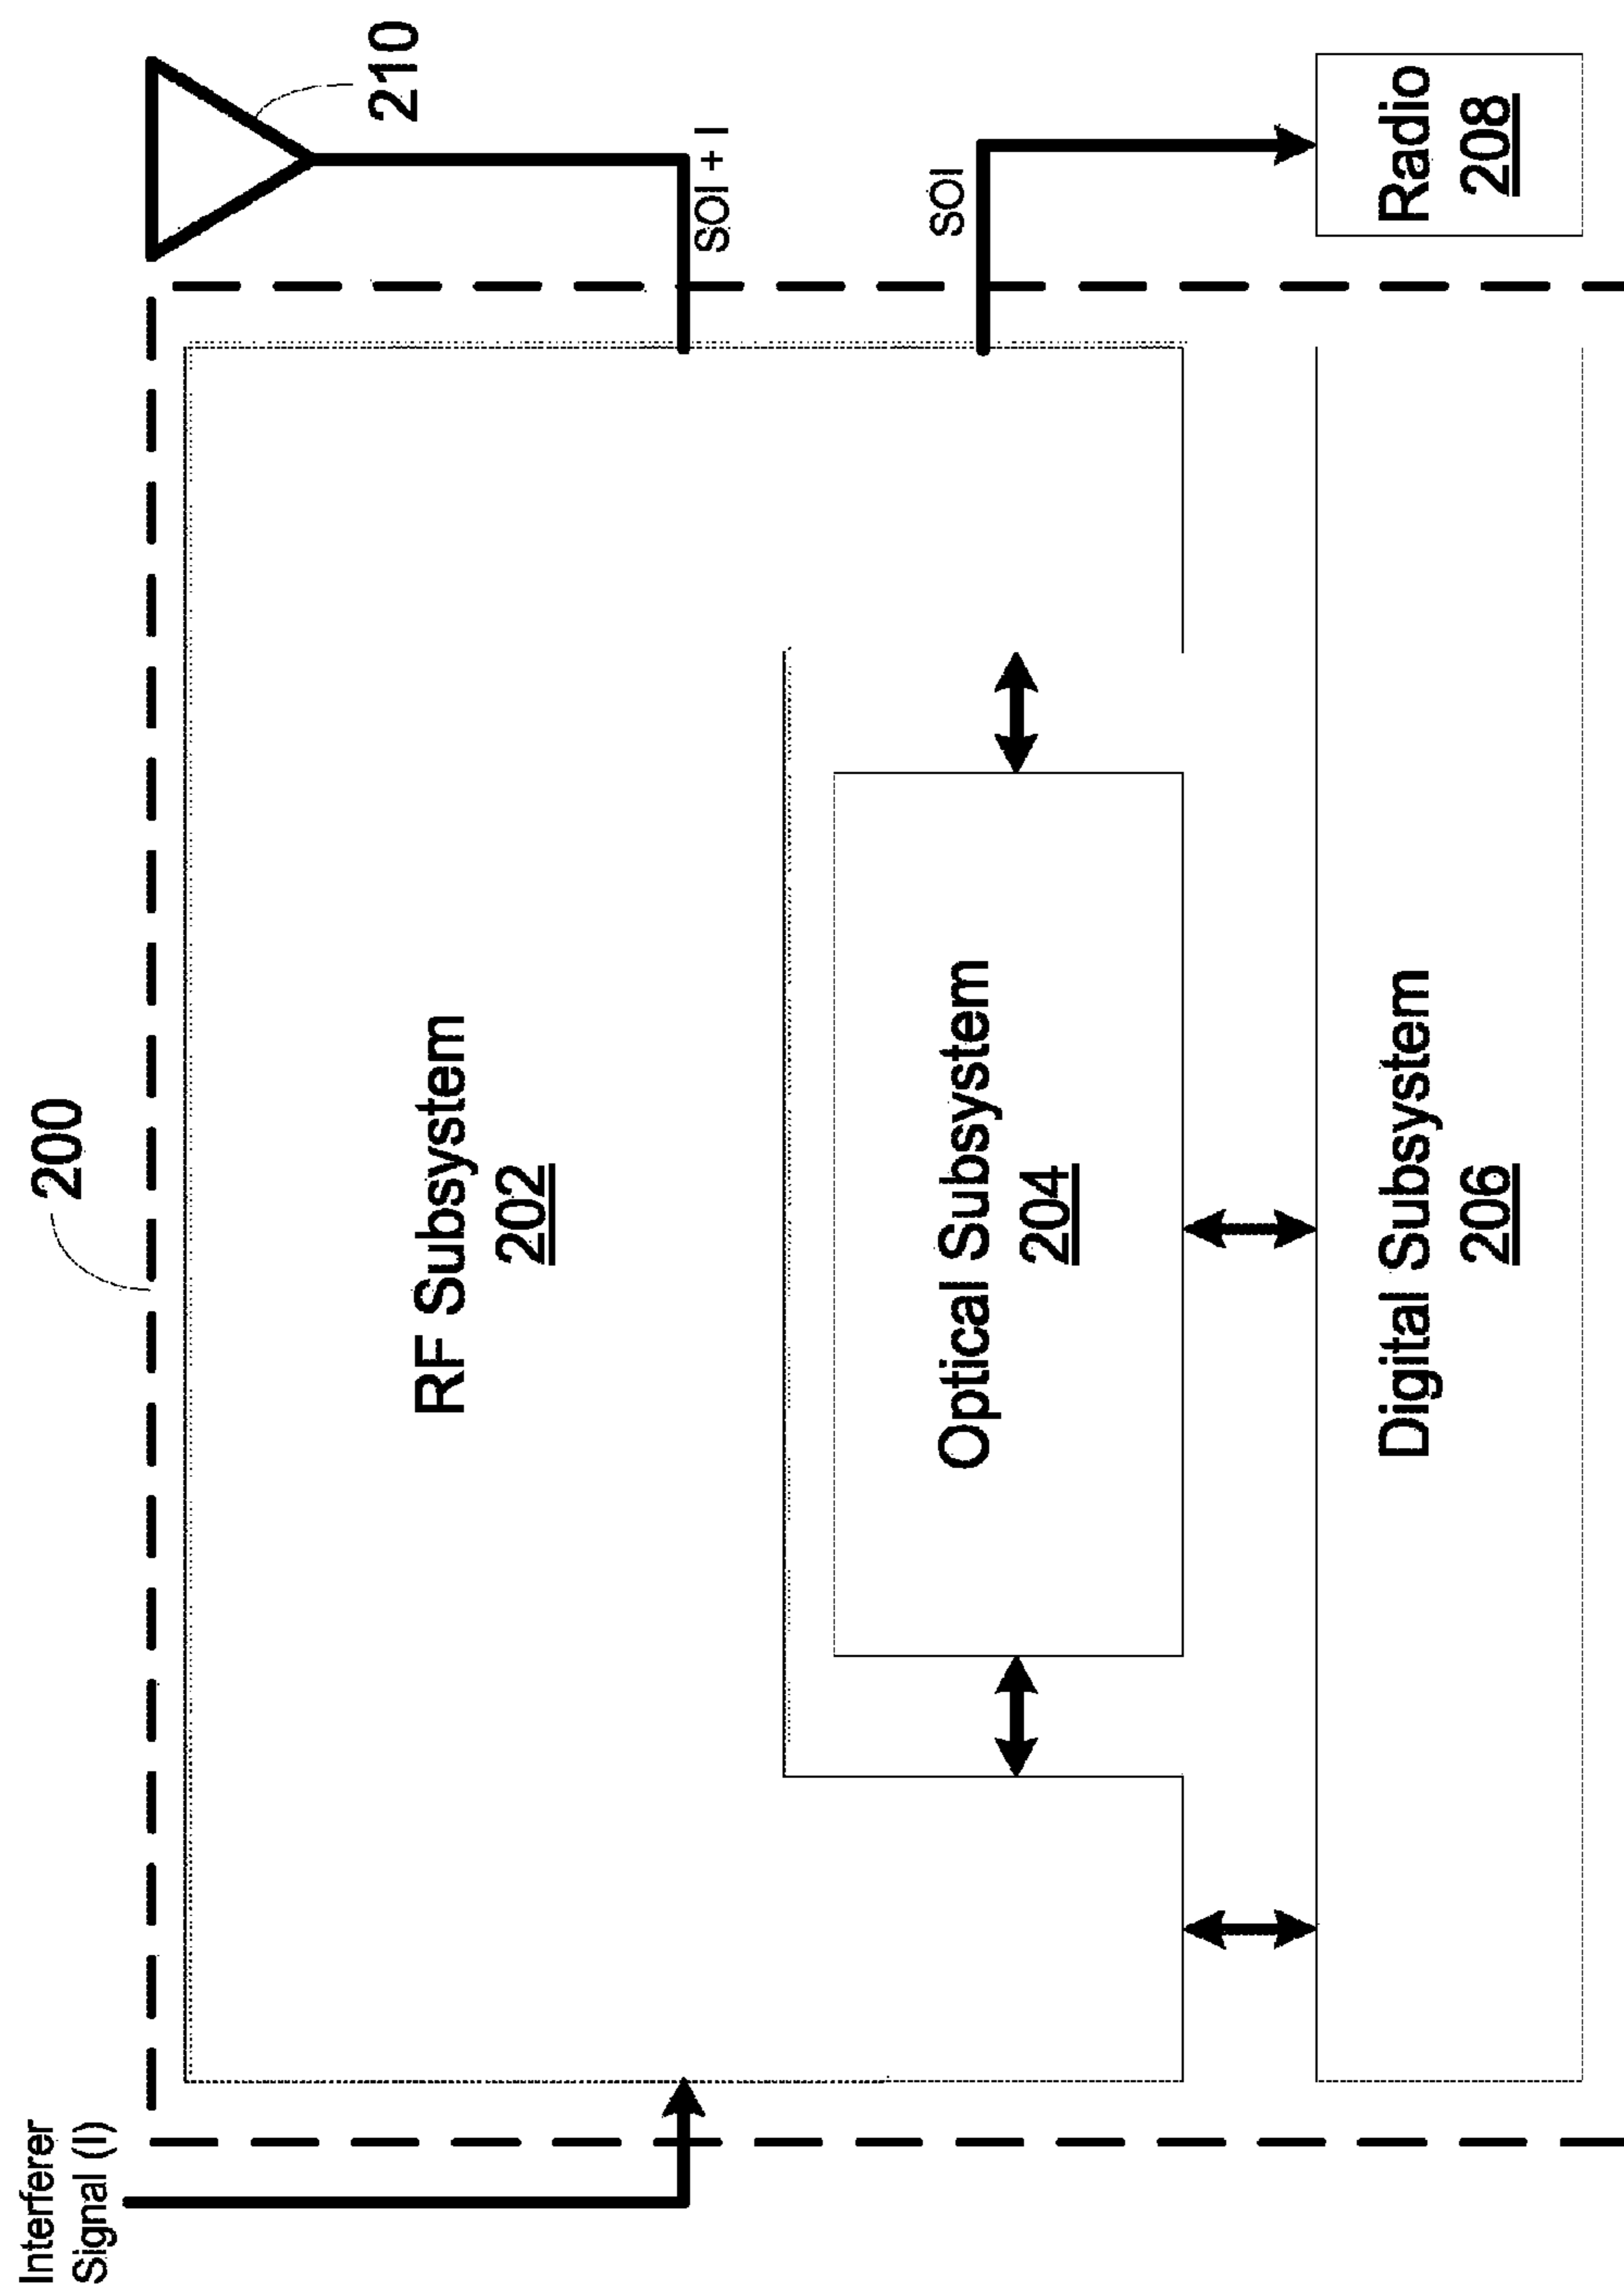 Interferer
Signal (I)
200
210
RF Subsystem
202
SOI + I
SOI
Optical Subsystem
204
Digital Subsystem
206
Radio
208